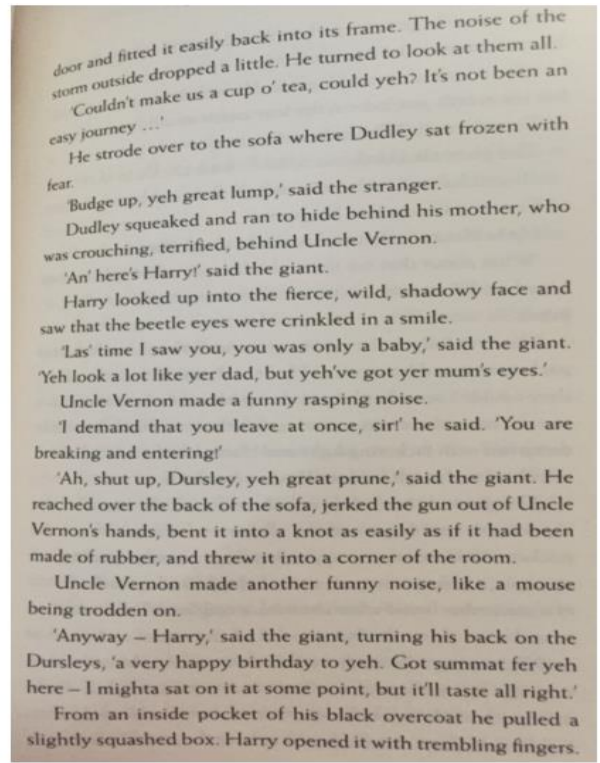 door and fitted it easily back into its frame. The noise of the
storm outside dropped a little. He turned to look at them all.
‘Couldn't make us a cup o' tea, could yeh? It's not been an
easy journey ...’
He strode over to the sofa where Dudley sat frozen with
fear.
‘Budge up, yeh great lump,’ said the stranger.
Dudley squeaked and ran to hide behind his mother, who
was crouching, terrified, behind Uncle Vernon.
‘An' here's Harry!’ said the giant.
Harry looked up into the fierce, wild, shadowy face and
saw that the beetle eyes were crinkled in a smile.
‘Las' time I saw you, you was only a baby,’ said the giant.
‘Yeh look a lot like yer dad, but yeh've got yer mum's eyes.’
Uncle Vernon made a funny rasping noise.
‘I demand that you leave at once, sir!’ he said. ‘You are
breaking and entering!’
‘Ah, shut up, Dursley, yeh great prune,’ said the giant. He
reached over the back of the sofa, jerked the gun out of Uncle
Vernon's hands, bent it into a knot as easily as if it had been
made of rubber, and threw it into a corner of the room.
Uncle Vernon made another funny noise, like a mouse
being trodden on.
‘Anyway – Harry,’ said the giant, turning his back on the
Dursleys, ‘a very happy birthday to yeh. Got summat fer yeh
here – I mighta sat on it at some point, but it'll taste all right.’
From an inside pocket of his black overcoat he pulled a
slightly squashed box. Harry opened it with trembling fingers.